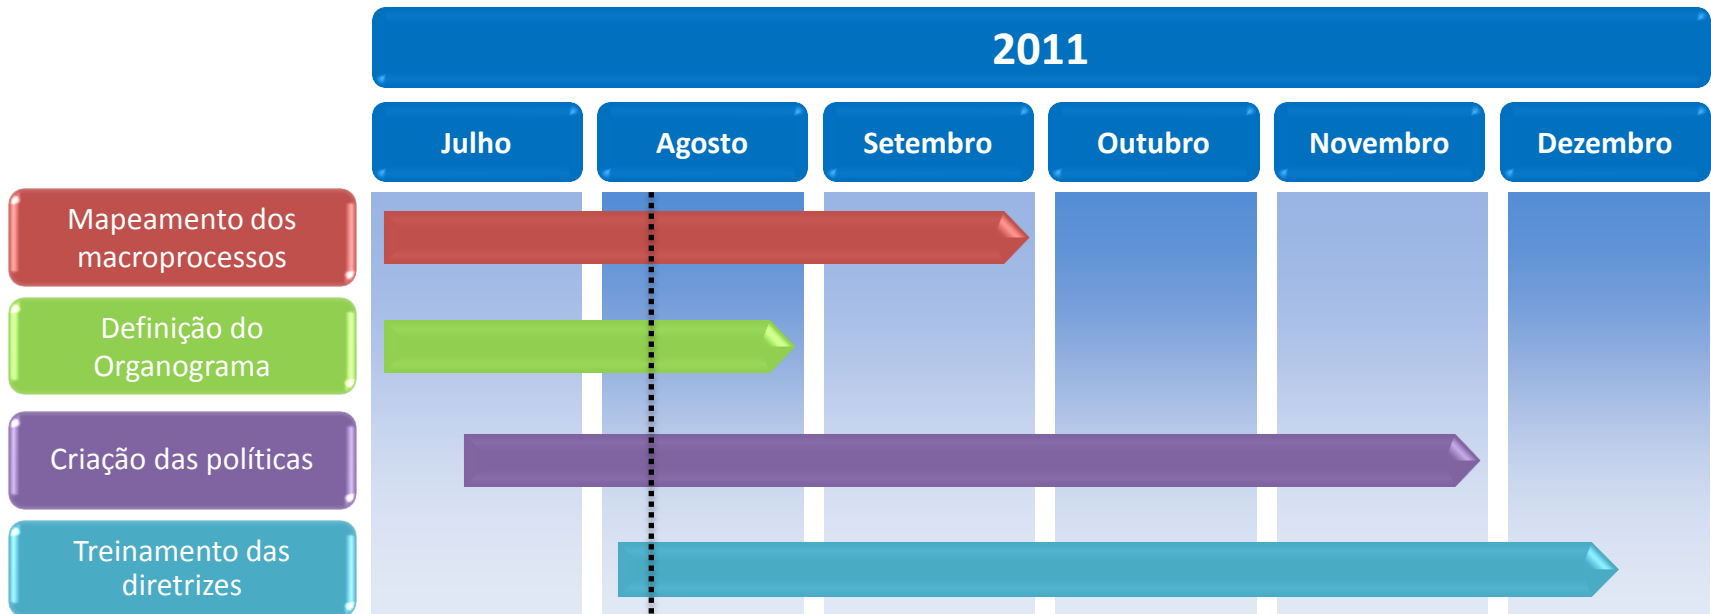 2011
Julho
Agosto
Setembro
Outubro
Novembro
Dezembro
Mapeamento dos
macroprocessos
Definição do
Organograma
Criação das políticas
Treinamento das
diretrizes